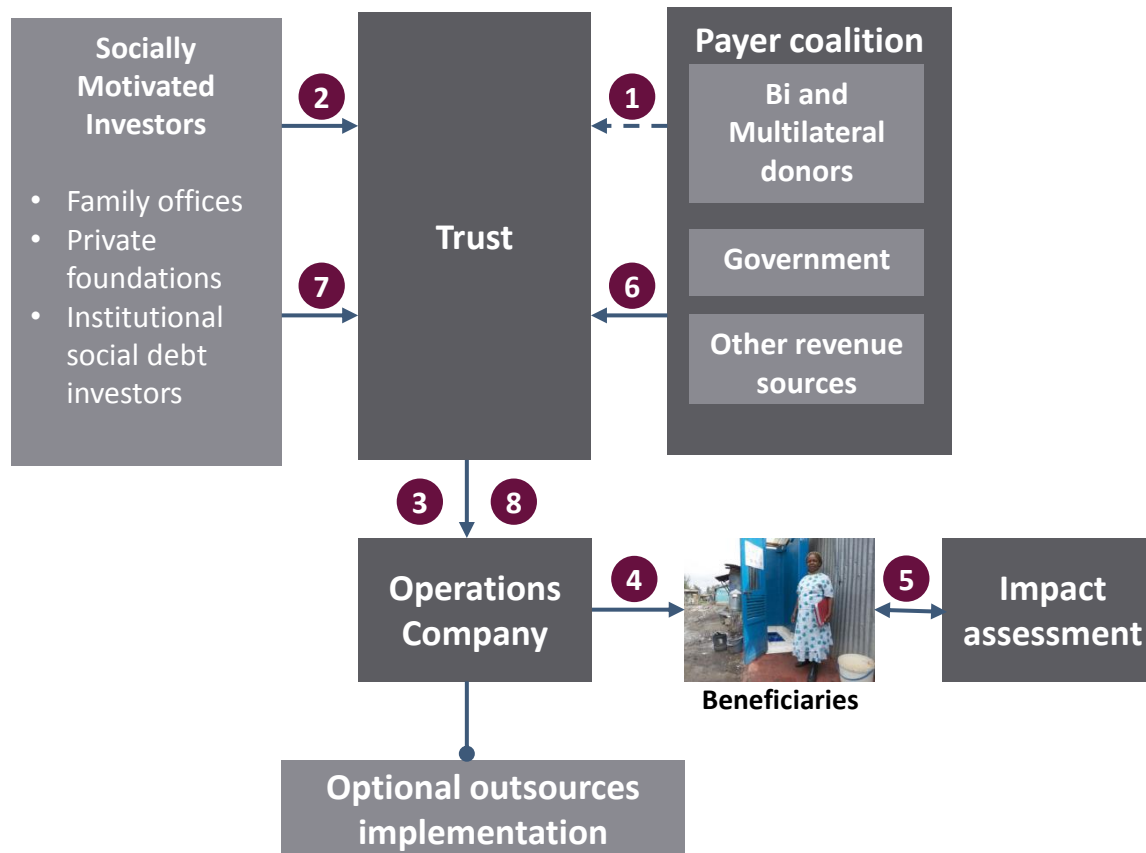 Socially
Motivated
Investors
• Family offices
• Private
foundations
• Institutional
social debt
investors
2
7
Trust
1
6
Payer coalition
Bi and
Multilateral
donors
Government
Other revenue
sources
3
8
Operations
Company
4
Beneficiaries
5
Impact
assessment
Optional outsources
implementation